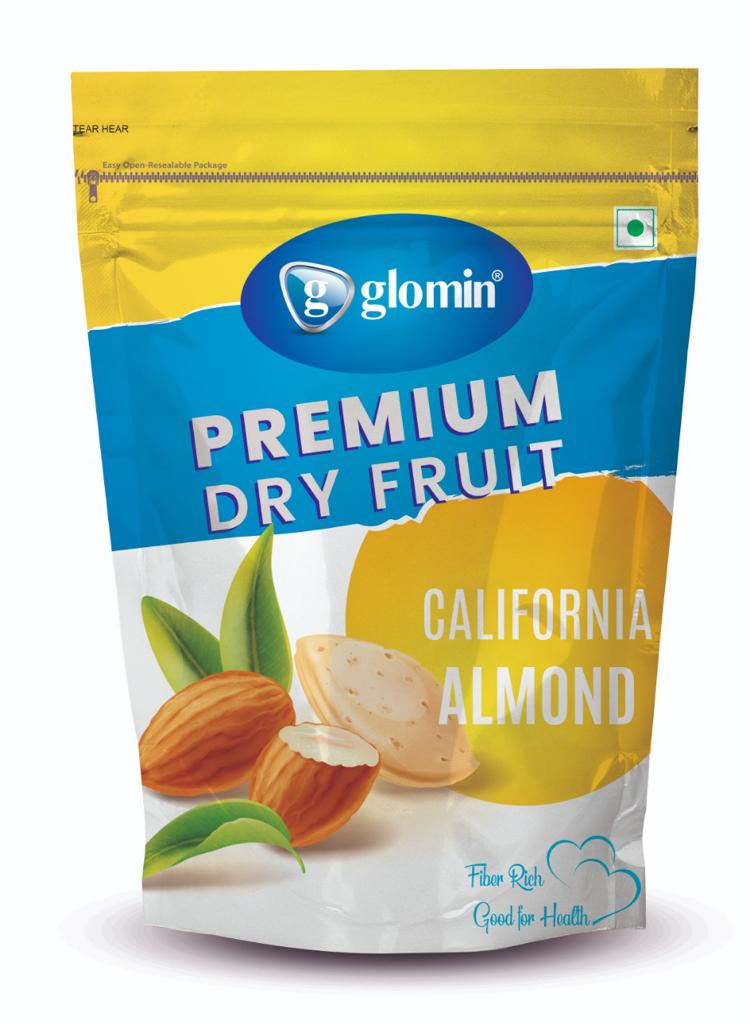 TEAR HEAR
Easy Open-Resealable Package
g glomin®
PREMIUM
DRY FRUIT
CALIFORNIA
ALMOND
Fiber Rich
Good for Health